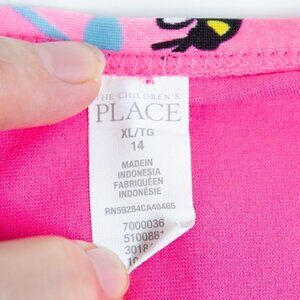 THE CHILDREN'S
PLACE
XL/TG
14
MADEIN
INDONESIA
FABRIQUÉEN
INDONÉSIE
RN59284CA40465
7000036